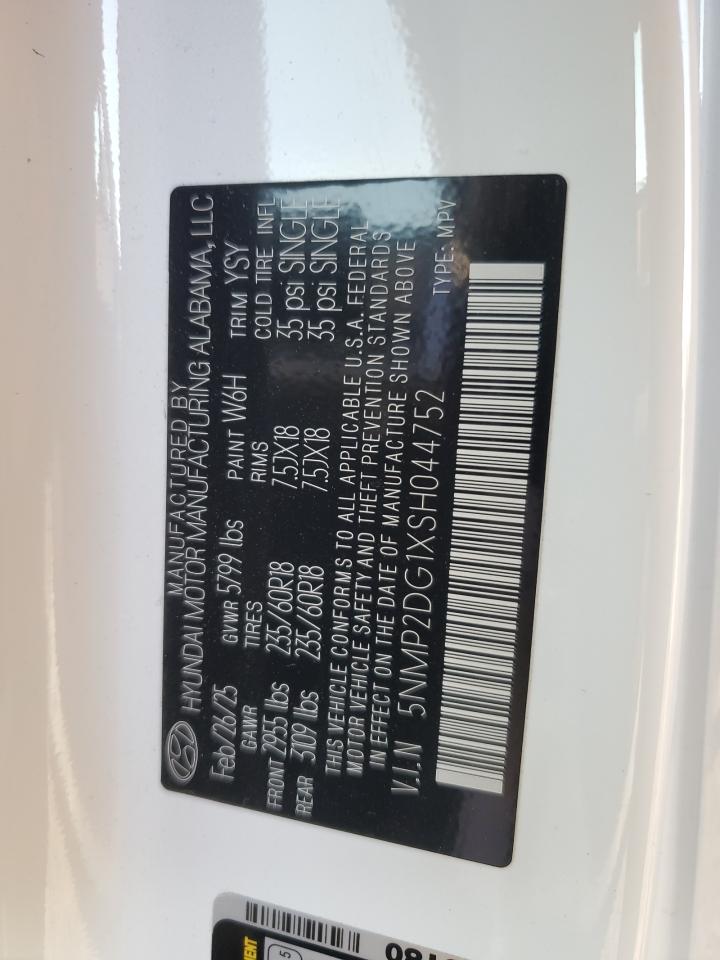 MANUFACTURED BY
HYUNDAI MOTOR MANUFACTURING ALABAMA, LLC
Feb/26/25 GVWR 5799 lbs PAINT W6H TRIM YSY
GAWR TIRES RIMS COLD TIRE INFL
FRONT 2955 lbs 235/60R18 7.5JX18 35 psi SINGLE
REAR 3109 lbs 235/60R18 7.5JX18 35 psi SINGLE
THIS VEHICLE CONFORMS TO ALL APPLICABLE U.S.A. FEDERAL
MOTOR VEHICLE SAFETY AND THEFT PREVENTION STANDARDS
IN EFFECT ON THE DATE OF MANUFACTURE SHOWN ABOVE
V.I.N 5NMP2DG1XSH044752 TYPE: MPV